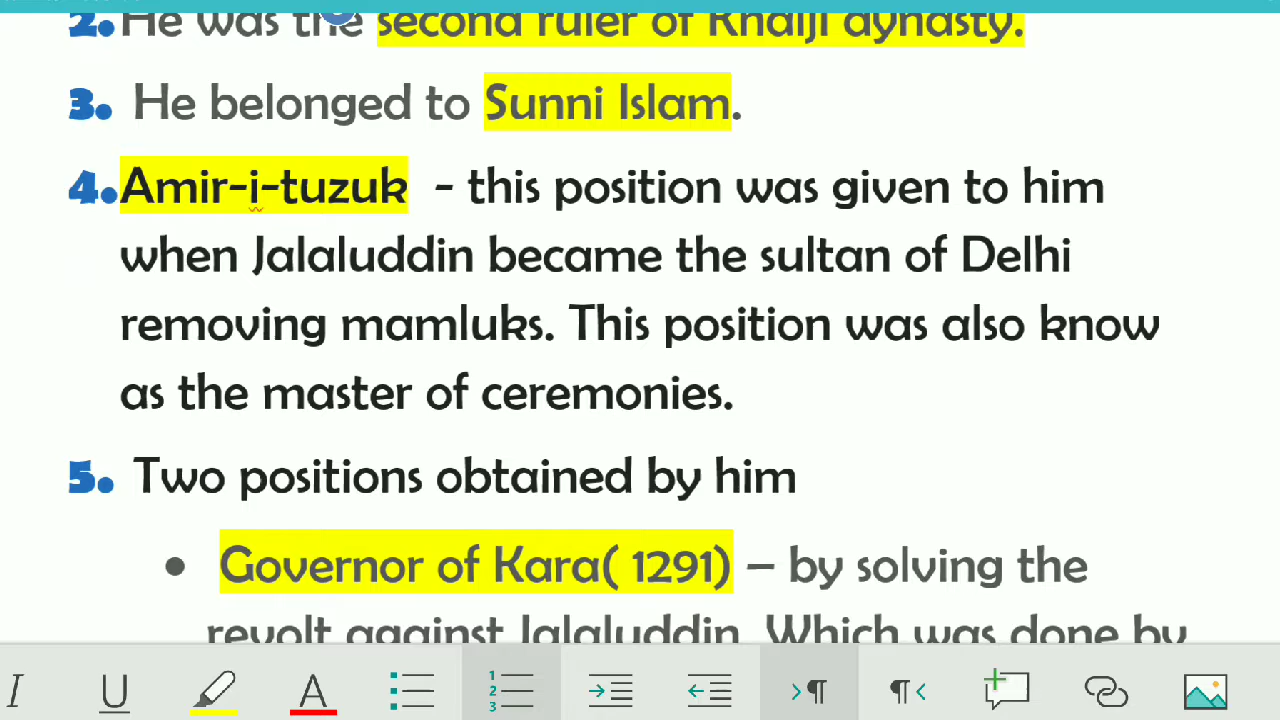 2. He was the second ruler of Khalji dynasty.
3. He belonged to Sunni Islam.
4. Amir-i-tuzuk - this position was given to him
when Jalaluddin became the sultan of Delhi
removing mamluks. This position was also know
as the master of ceremonies.
5. Two positions obtained by him
• Governor of Kara( 1291) – by solving the
revolt against Jalaluddin. Which was done by